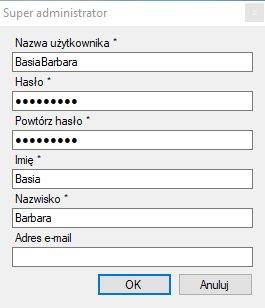 Super administrator
Nazwa użytkownika *
BasiaBarbara
Hasło *
●●●●●●●●●
Powtórz hasło *
●●●●●●●●●
Imię *
Basia
Nazwisko *
Barbara
Adres e-mail
OK Anuluj